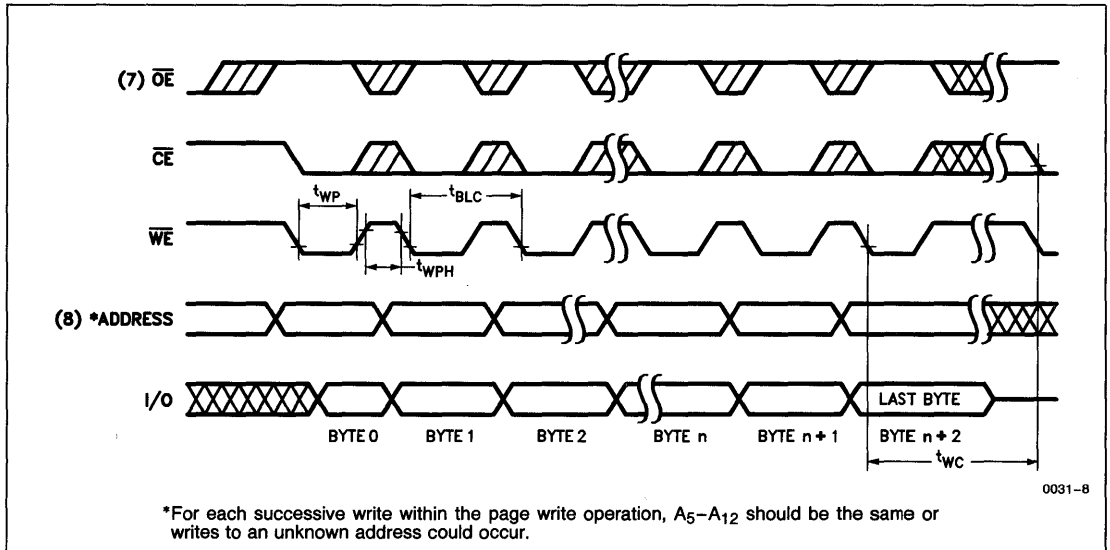 (7) OE
CE
tWP
tBLC
WE
tWPH
(8) *ADDRESS
I/O
LAST BYTE
BYTE 0 BYTE 1 BYTE 2 BYTE n BYTE n + 1 BYTE n + 2
tWC
0031-8
*For each successive write within the page write operation, A5-A12 should be the same or
writes to an unknown address could occur.